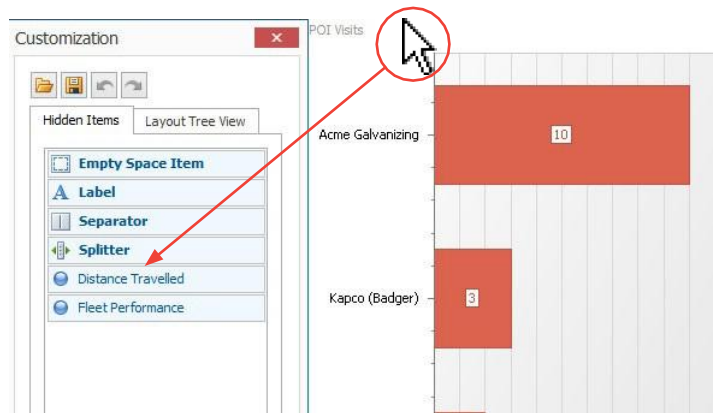 Customization
POI Visits
Hidden Items
Layout Tree View
Empty Space Item
A Label
Separator
Splitter
Distance Travelled
Fleet Performance
Acme Galvanizing
10
Kapco (Badger)
3